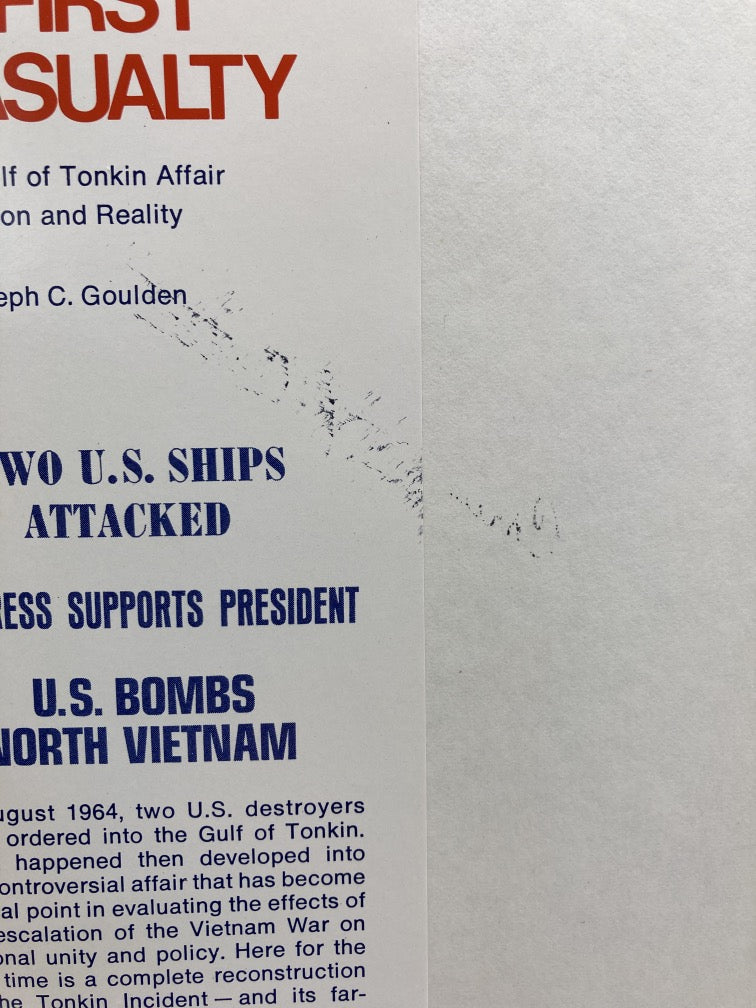 FIRST
ASUALTY
lf of Tonkin Affair
on and Reality
eph C. Goulden
WO U.S. SHIPS
ATTACKED
RESS SUPPORTS PRESIDENT
U.S. BOMBS
NORTH VIETNAM
ugust 1964, two U.S. destroyers
ordered into the Gulf of Tonkin.
happened then developed into
ontroversial affair that has become
al point in evaluating the effects of
escalation of the Vietnam War on
onal unity and policy. Here for the
time is a complete reconstruction
he Tonkin Incident — and its far-